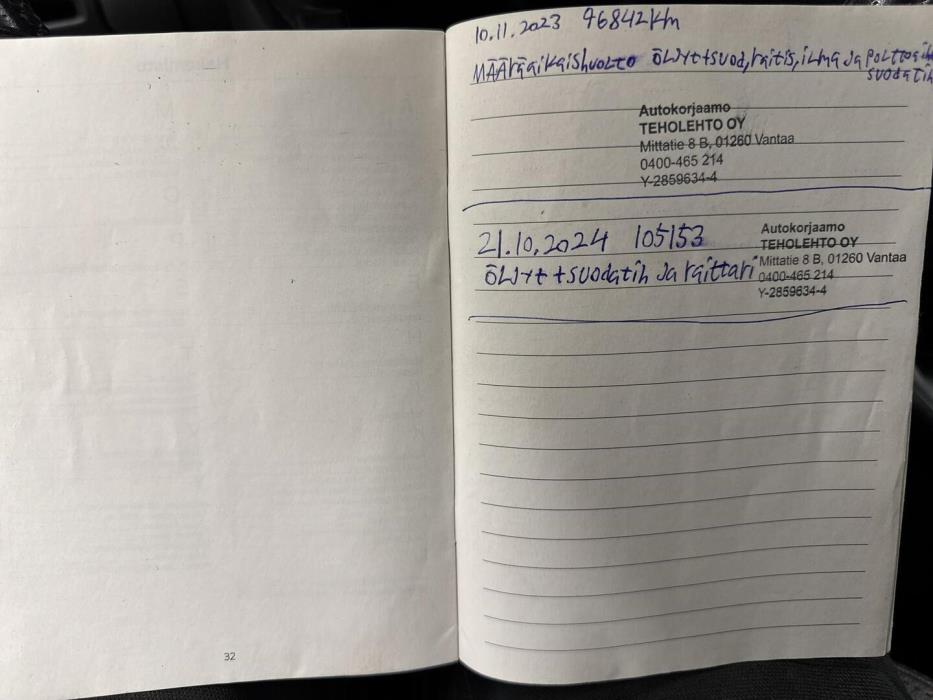 10.11.2023 96842km
Määräaikaishuolto öljyt+suod, raitis, ilma ja polttoain
suodatin
Autokorjaamo
TEHOLEHTO OY
Mittatie 8 B, 01260 Vantaa
0400-465 214
Y-2859634-4
21.10.2024 105153
öljyt + suodatin ja raittari
Autokorjaamo
TEHOLEHTO OY
Mittatie 8 B, 01260 Vantaa
0400-465 214
Y-2859634-4
32